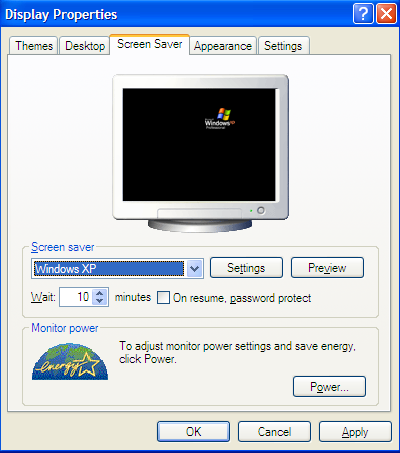 Display Properties
Themes Desktop Screen Saver Appearance Settings
Windows xp
Professional
Screen saver
Windows XP Settings Preview
Wait: 10 minutes On resume, password protect
Monitor power
energy
To adjust monitor power settings and save energy,
click Power.
Power...
OK Cancel Apply